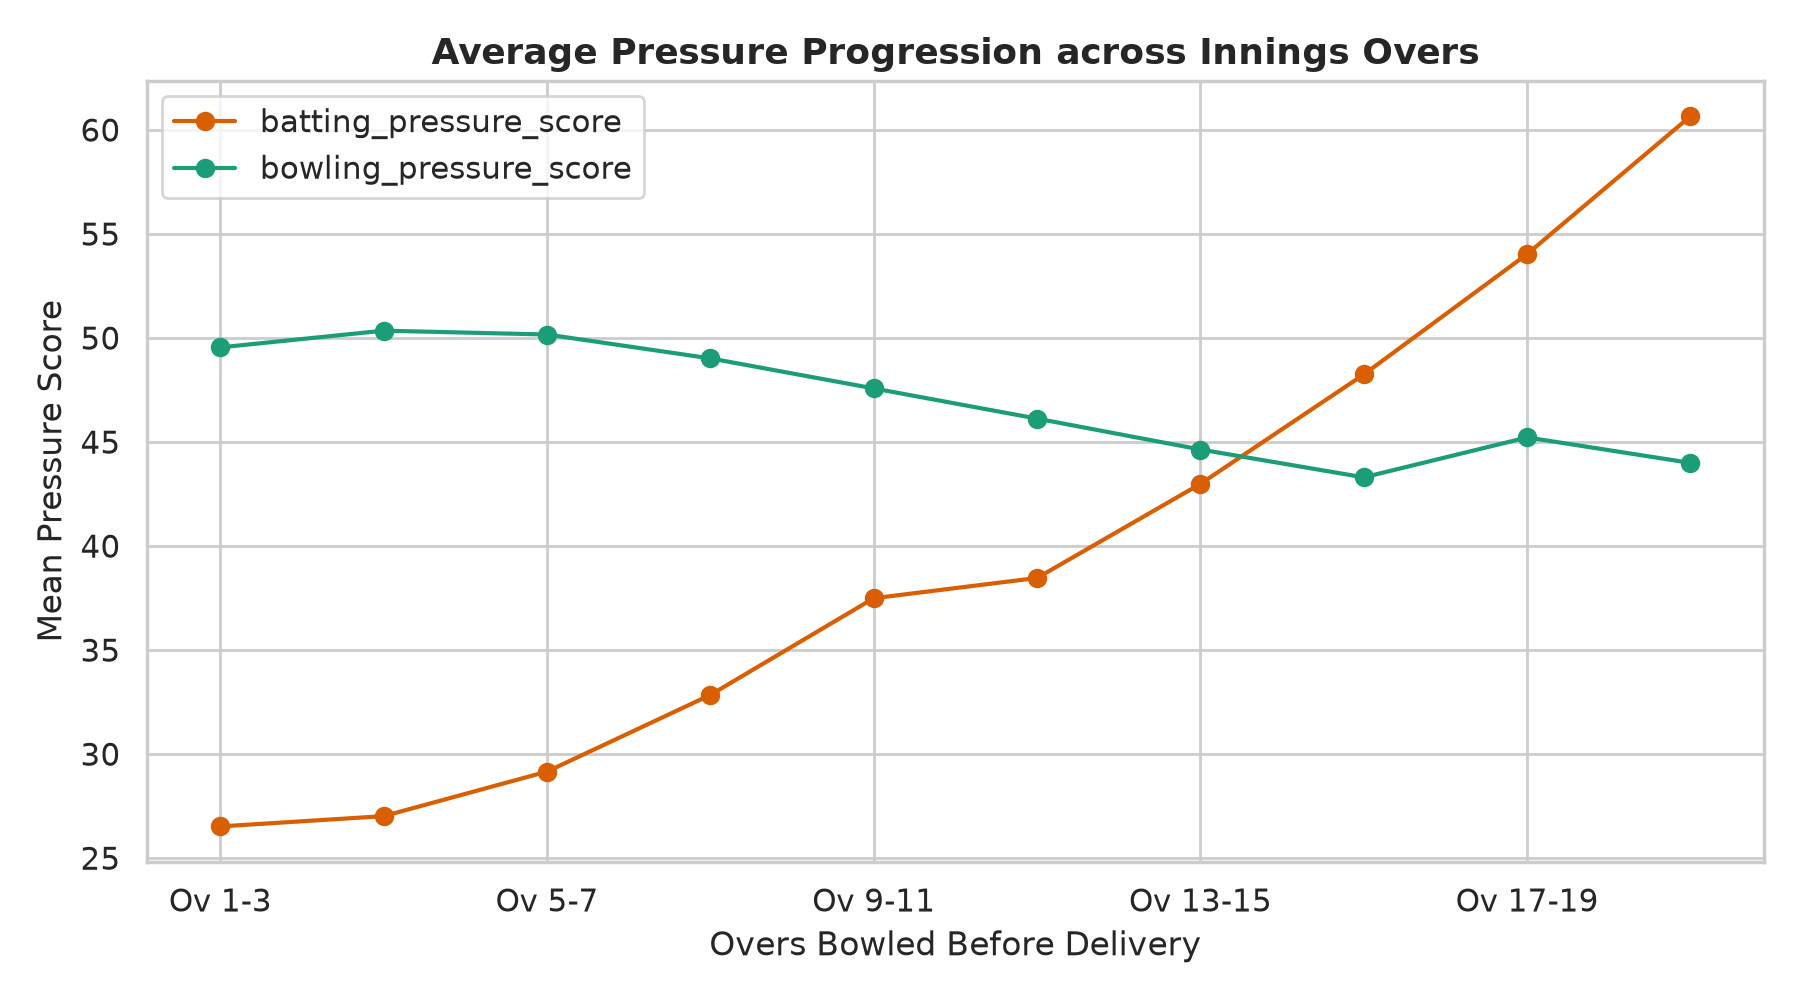 Average Pressure Progression across Innings Overs
batting_pressure_score
bowling_pressure_score
Mean Pressure Score
60
55
50
45
40
35
30
25
Ov 1-3
Ov 5-7
Ov 9-11
Ov 13-15
Ov 17-19
Overs Bowled Before Delivery